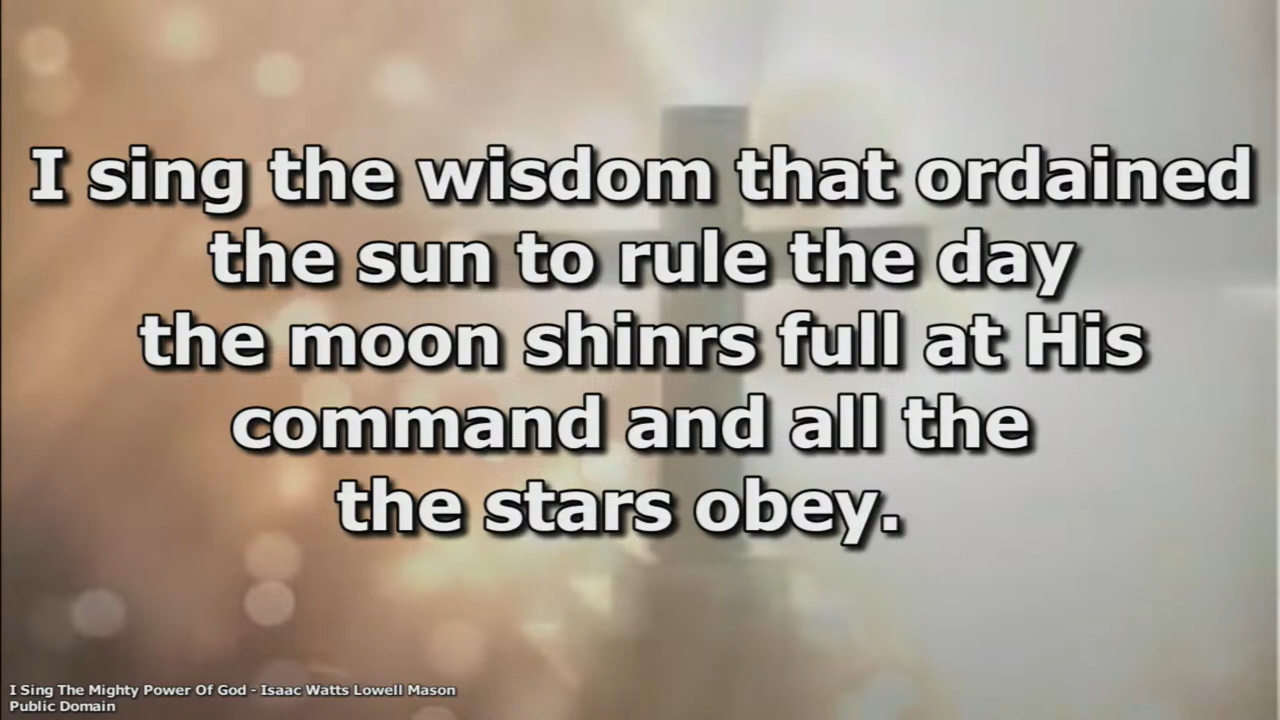 I sing the wisdom that ordained
the sun to rule the day
the moon shinrs full at His
command and all the
the stars obey.
I Sing The Mighty Power Of God - Isaac Watts Lowell Mason
Public Domain